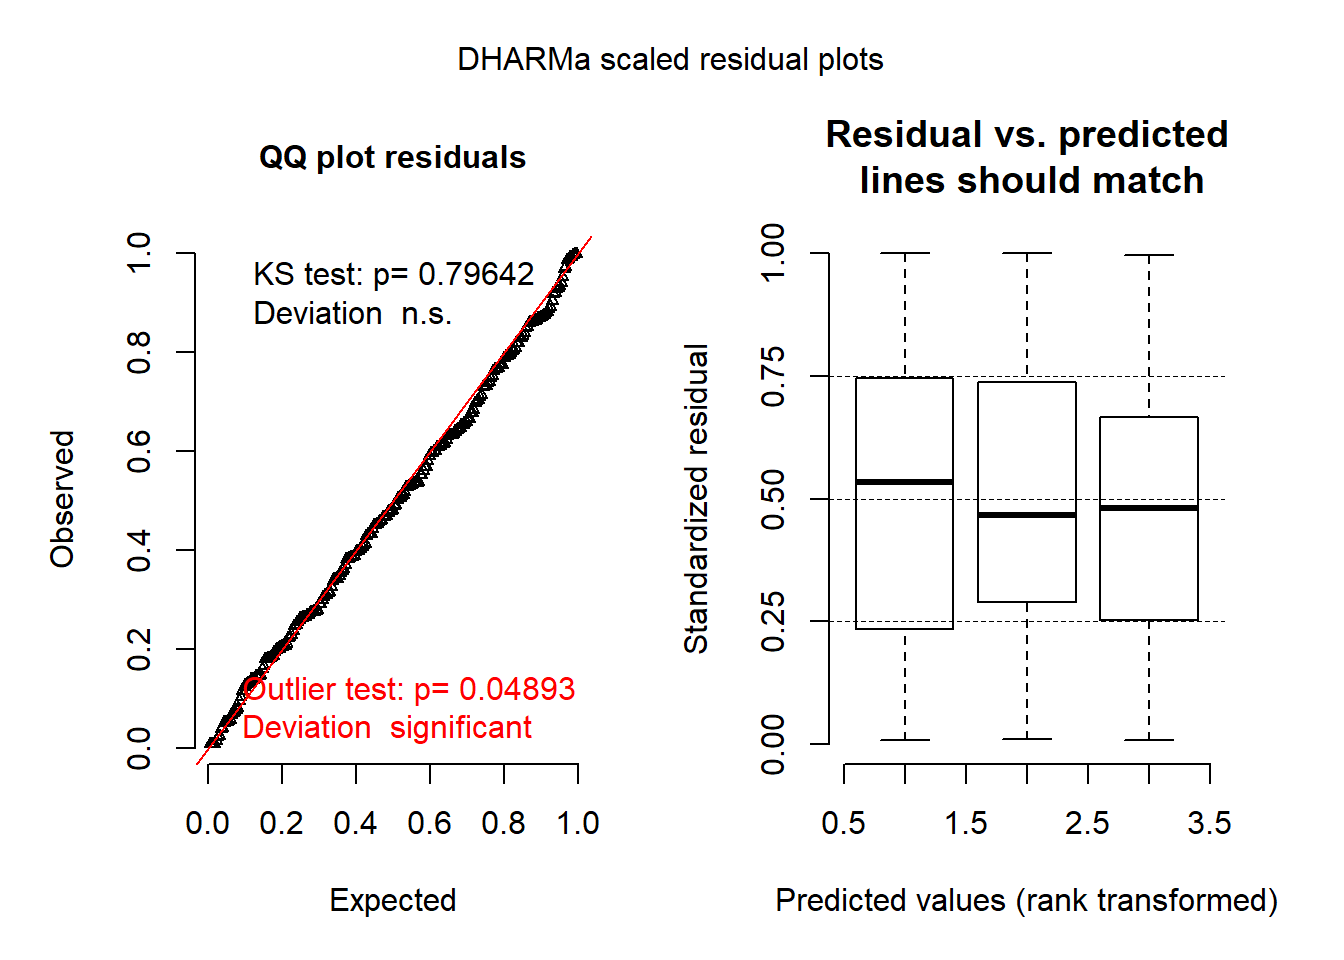 DHARMa scaled residual plots
QQ plot residuals
KS test: p= 0.79642
Deviation  n.s.
Outlier test: p= 0.04893
Deviation  significant
Observed
1.0
0.8
0.6
0.4
0.2
0.0
0.0 0.2 0.4 0.6 0.8 1.0
Expected
Residual vs. predicted
lines should match
Standardized residual
1.00
0.75
0.50
0.25
0.00
0.5 1.5 2.5 3.5
Predicted values (rank transformed)